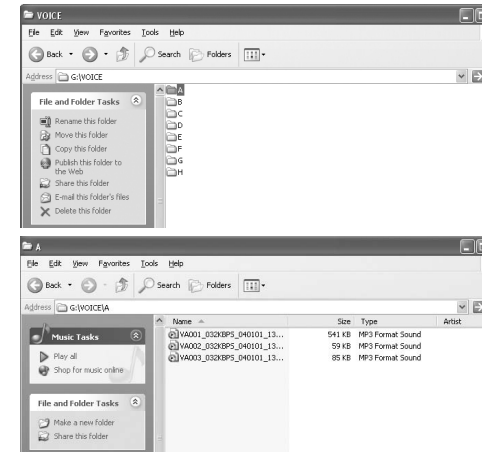 VOICE
File Edit View Favorites Tools Help
Back Search Folders
Address G:\VOICE
File and Folder Tasks
Rename this folder
Move this folder
Copy this folder
Publish this folder to
the Web
Share this folder
E-mail this folder's files
Delete this folder
A
B
C
D
E
F
G
H
A
File Edit View Favorites Tools Help
Back Search Folders
Address G:\VOICE\A
Music Tasks
Play all
Shop for music online
File and Folder Tasks
Make a new folder
Share this folder
Name Size Type Artist
VA001_032KBPS_040101_13... 541 KB MP3 Format Sound
VA002_032KBPS_040101_13... 59 KB MP3 Format Sound
VA003_032KBPS_040101_13... 85 KB MP3 Format Sound